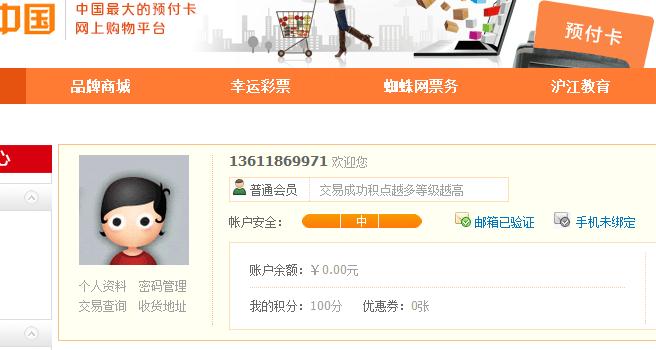 中国
中国最大的预付卡
网上购物平台
预付卡
品牌商城 幸运彩票 蜘蛛网票务 沪江教育
心
13611869971 欢迎您
普通会员 交易成功积点越多等级越高
帐户安全： 中 邮箱已验证 手机未绑定
账户余额：￥0.00元
个人资料 密码管理
交易查询 收货地址
我的积分：100分 优惠券：0张